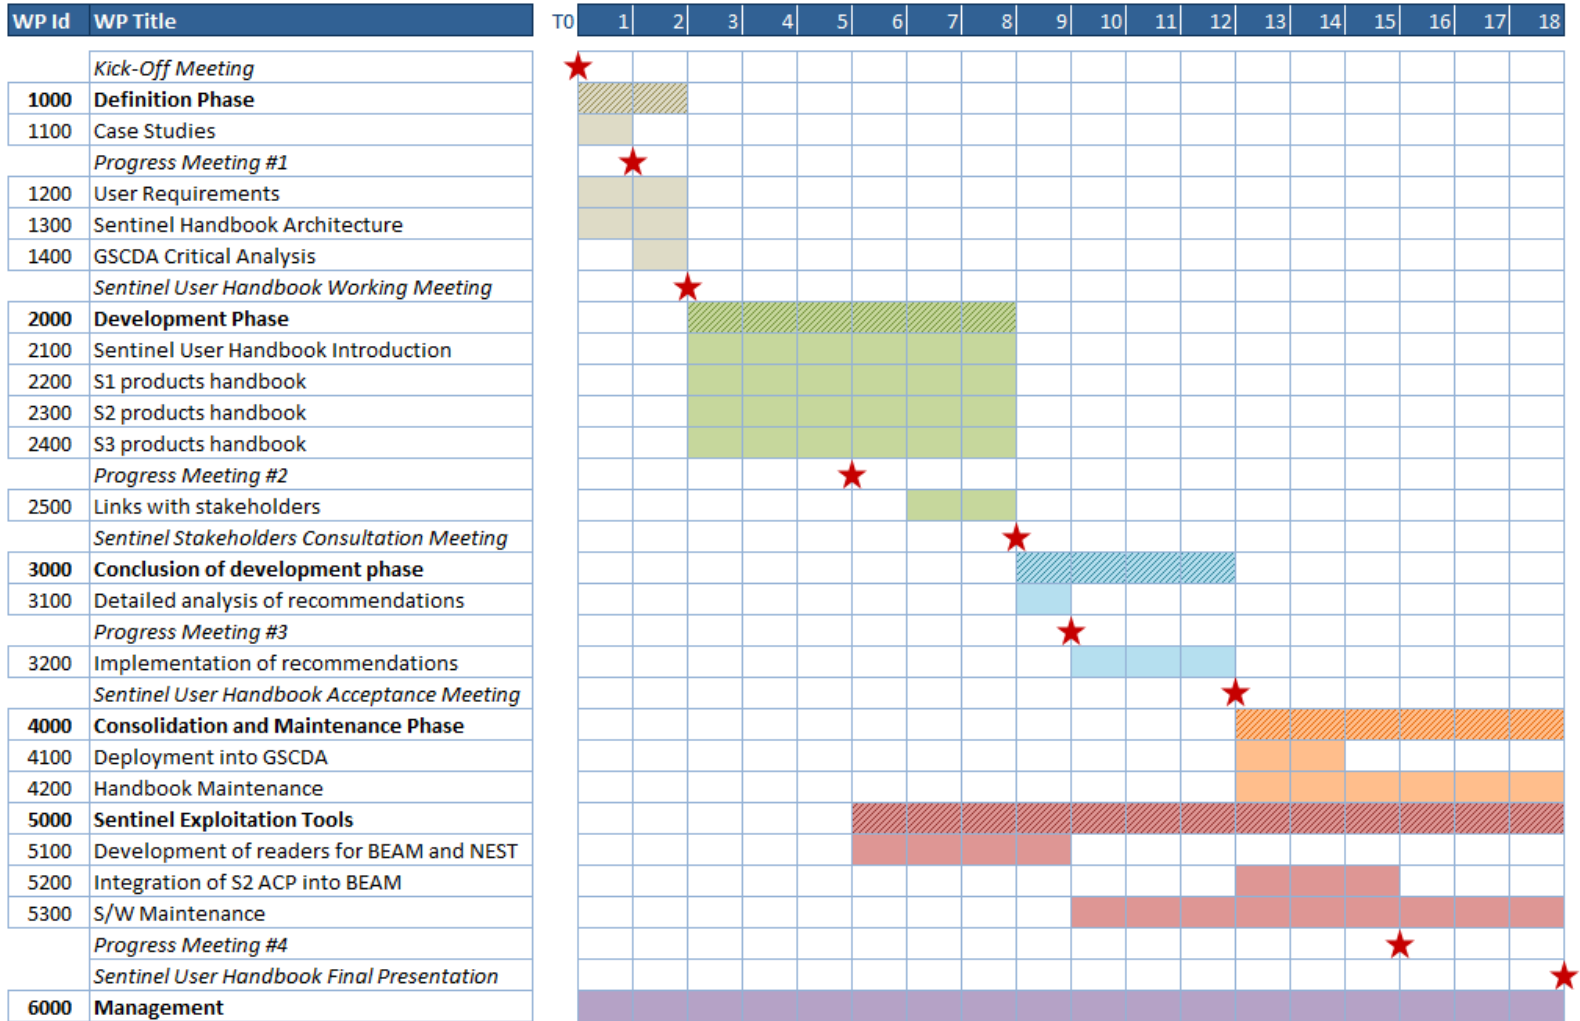 WP Id WP Title T0 1 2 3 4 5 6 7 8 9 10 11 12 13 14 15 16 17 18
Kick-Off Meeting
1000 Definition Phase
1100 Case Studies
Progress Meeting #1
1200 User Requirements
1300 Sentinel Handbook Architecture
1400 GSCDA Critical Analysis
Sentinel User Handbook Working Meeting
2000 Development Phase
2100 Sentinel User Handbook Introduction
2200 S1 products handbook
2300 S2 products handbook
2400 S3 products handbook
Progress Meeting #2
2500 Links with stakeholders
Sentinel Stakeholders Consultation Meeting
3000 Conclusion of development phase
3100 Detailed analysis of recommendations
Progress Meeting #3
3200 Implementation of recommendations
Sentinel User Handbook Acceptance Meeting
4000 Consolidation and Maintenance Phase
4100 Deployment into GSCDA
4200 Handbook Maintenance
5000 Sentinel Exploitation Tools
5100 Development of readers for BEAM and NEST
5200 Integration of S2 ACP into BEAM
5300 S/W Maintenance
Progress Meeting #4
Sentinel User Handbook Final Presentation
6000 Management